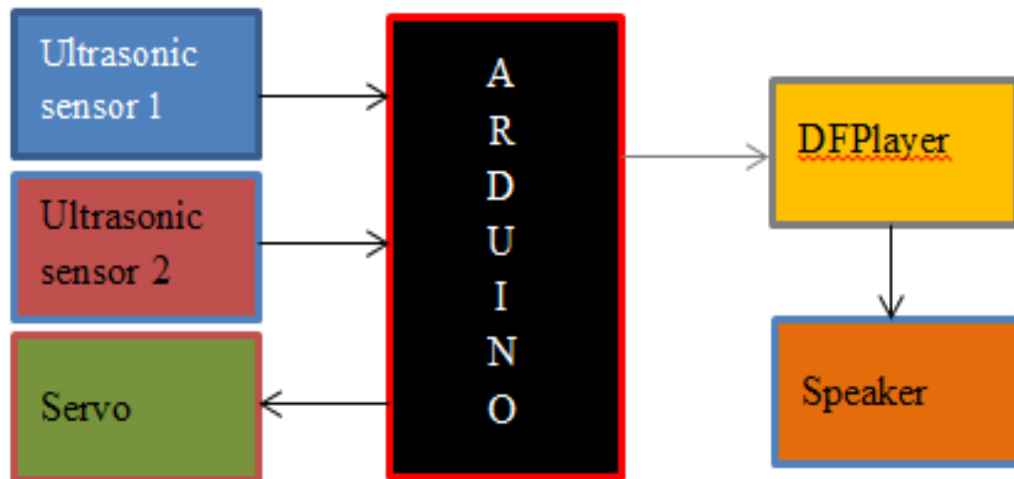 Ultrasonic
sensor 1
Ultrasonic
sensor 2
Servo
A
R
D
U
I
N
O
DFPlayer
Speaker